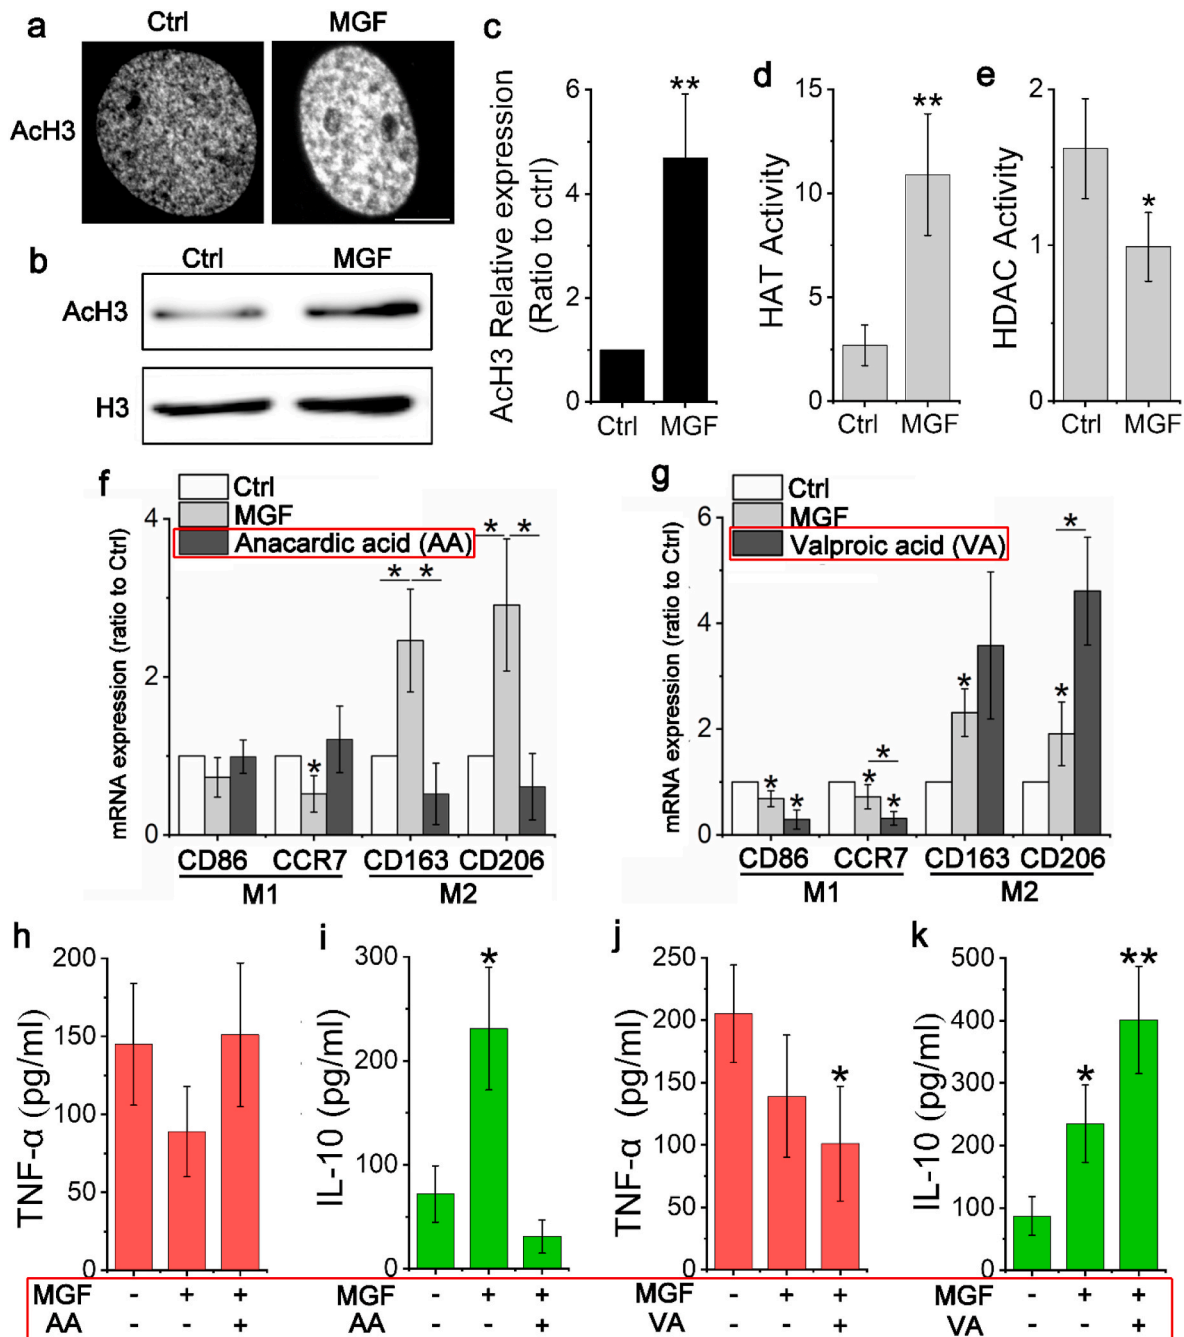 a
Ctrl
MGF
AcH3
b
Ctrl
MGF
AcH3
H3
c
AcH3 Relative expression
(Ratio to ctrl)
6
4
2
0
**
Ctrl
MGF
d
HAT Activity
15
10
5
0
**
Ctrl
MGF
e
HDAC Activity
2
1
0
*
Ctrl
MGF
f
Ctrl
MGF
Anacardic acid (AA)
mRNA expression (ratio to Ctrl)
4
2
0
* *
* *
*
CD86 CCR7 CD163 CD206
M1 M2
g
Ctrl
MGF
Valproic acid (VA)
mRNA expression (ratio to Ctrl)
6
4
2
0
*
* *
*
* *
* *
CD86 CCR7 CD163 CD206
M1 M2
h
TNF-α (pg/ml)
200
150
100
50
0
MGF - + +
AA - - +
i
IL-10 (pg/ml)
300
200
100
0
*
MGF - + +
AA - - +
j
TNF-α (pg/ml)
250
200
150
100
50
0
*
MGF - + +
VA - - +
k
IL-10 (pg/ml)
500
400
300
200
100
0
*
**
MGF - + +
VA - - +